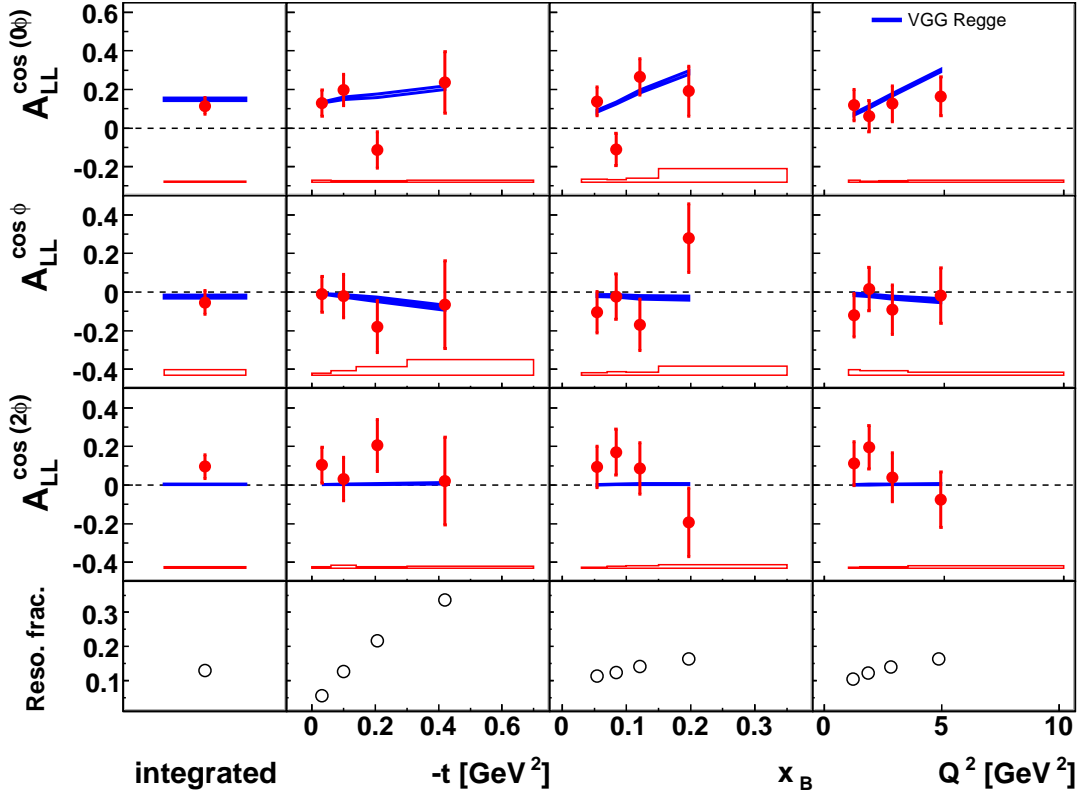 VGG Regge
A_LL^cos (0ϕ)
0.6
0.4
0.2
0
-0.2
A_LL^cos ϕ
0.4
0.2
0
-0.2
-0.4
A_LL^cos (2ϕ)
0.4
0.2
0
-0.2
-0.4
Reso. frac.
0.3
0.2
0.1
0 0.2 0.4 0.6
0 0.1 0.2 0.3
0 5 10
integrated
-t [GeV²]
x_B
Q² [GeV²]